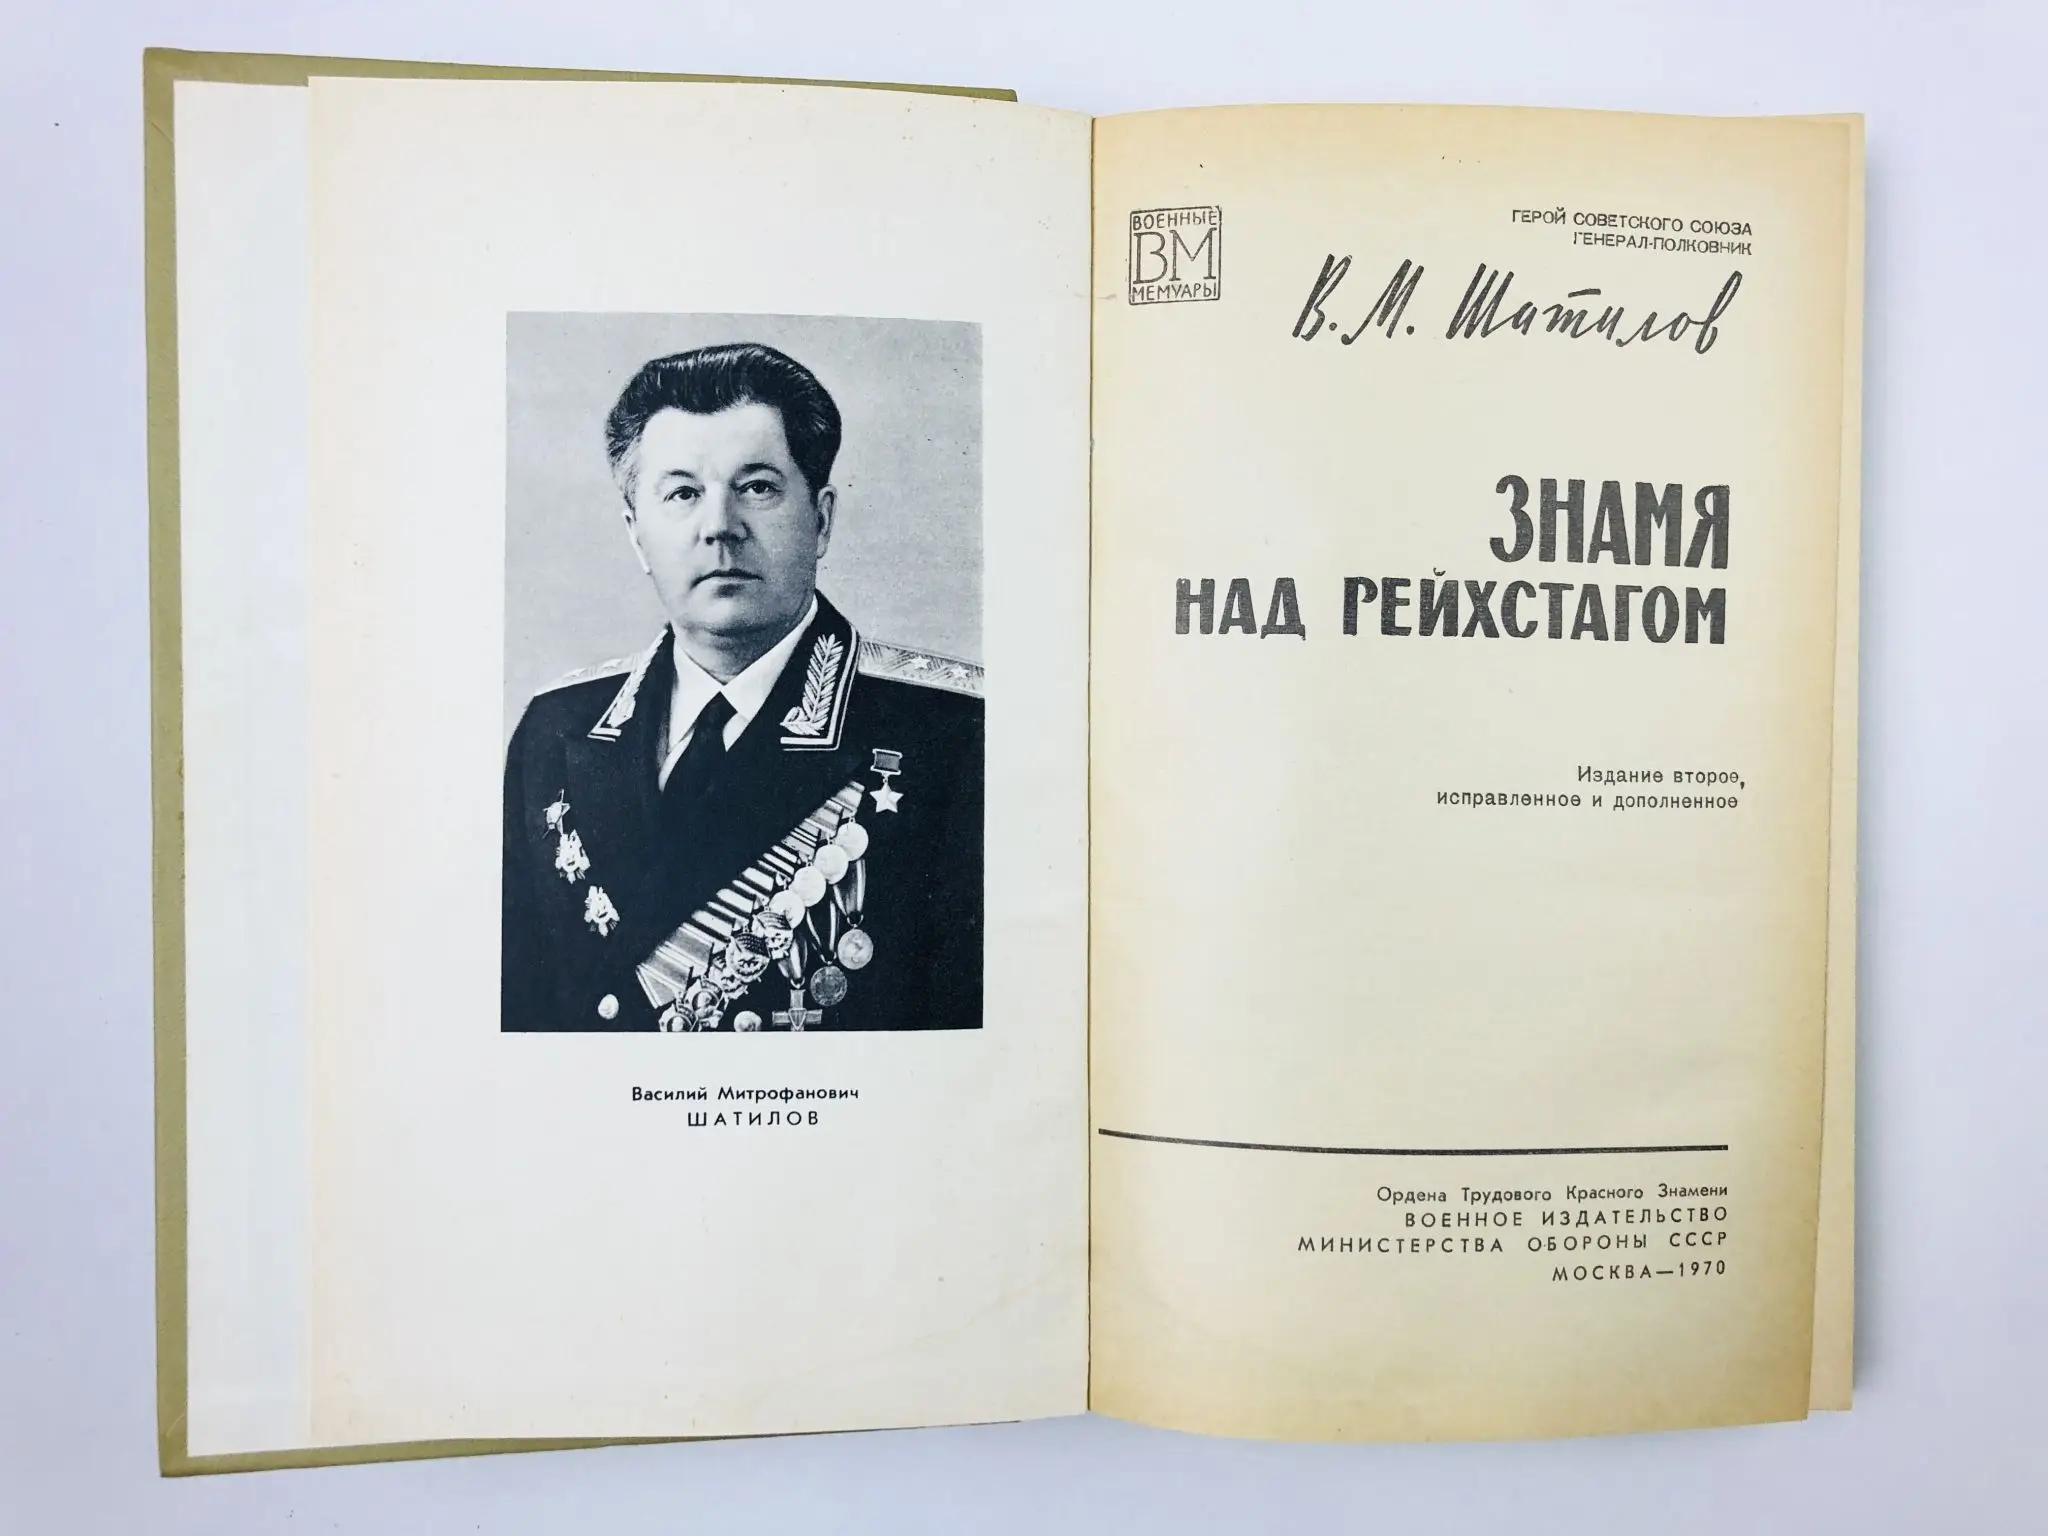 Василий Митрофанович
ШАТИЛОВ
ВОЕННЫЕ
ВМ
МЕМУАРЫ
ГЕРОЙ СОВЕТСКОГО СОЮЗА
ГЕНЕРАЛ-ПОЛКОВНИК
В. М. Шатилов
ЗНАМЯ
НАД РЕЙХСТАГОМ
Издание второе,
исправленное и дополненное
Ордена Трудового Красного Знамени
ВОЕННОЕ ИЗДАТЕЛЬСТВО
МИНИСТЕРСТВА ОБОРОНЫ СССР
МОСКВА—1970